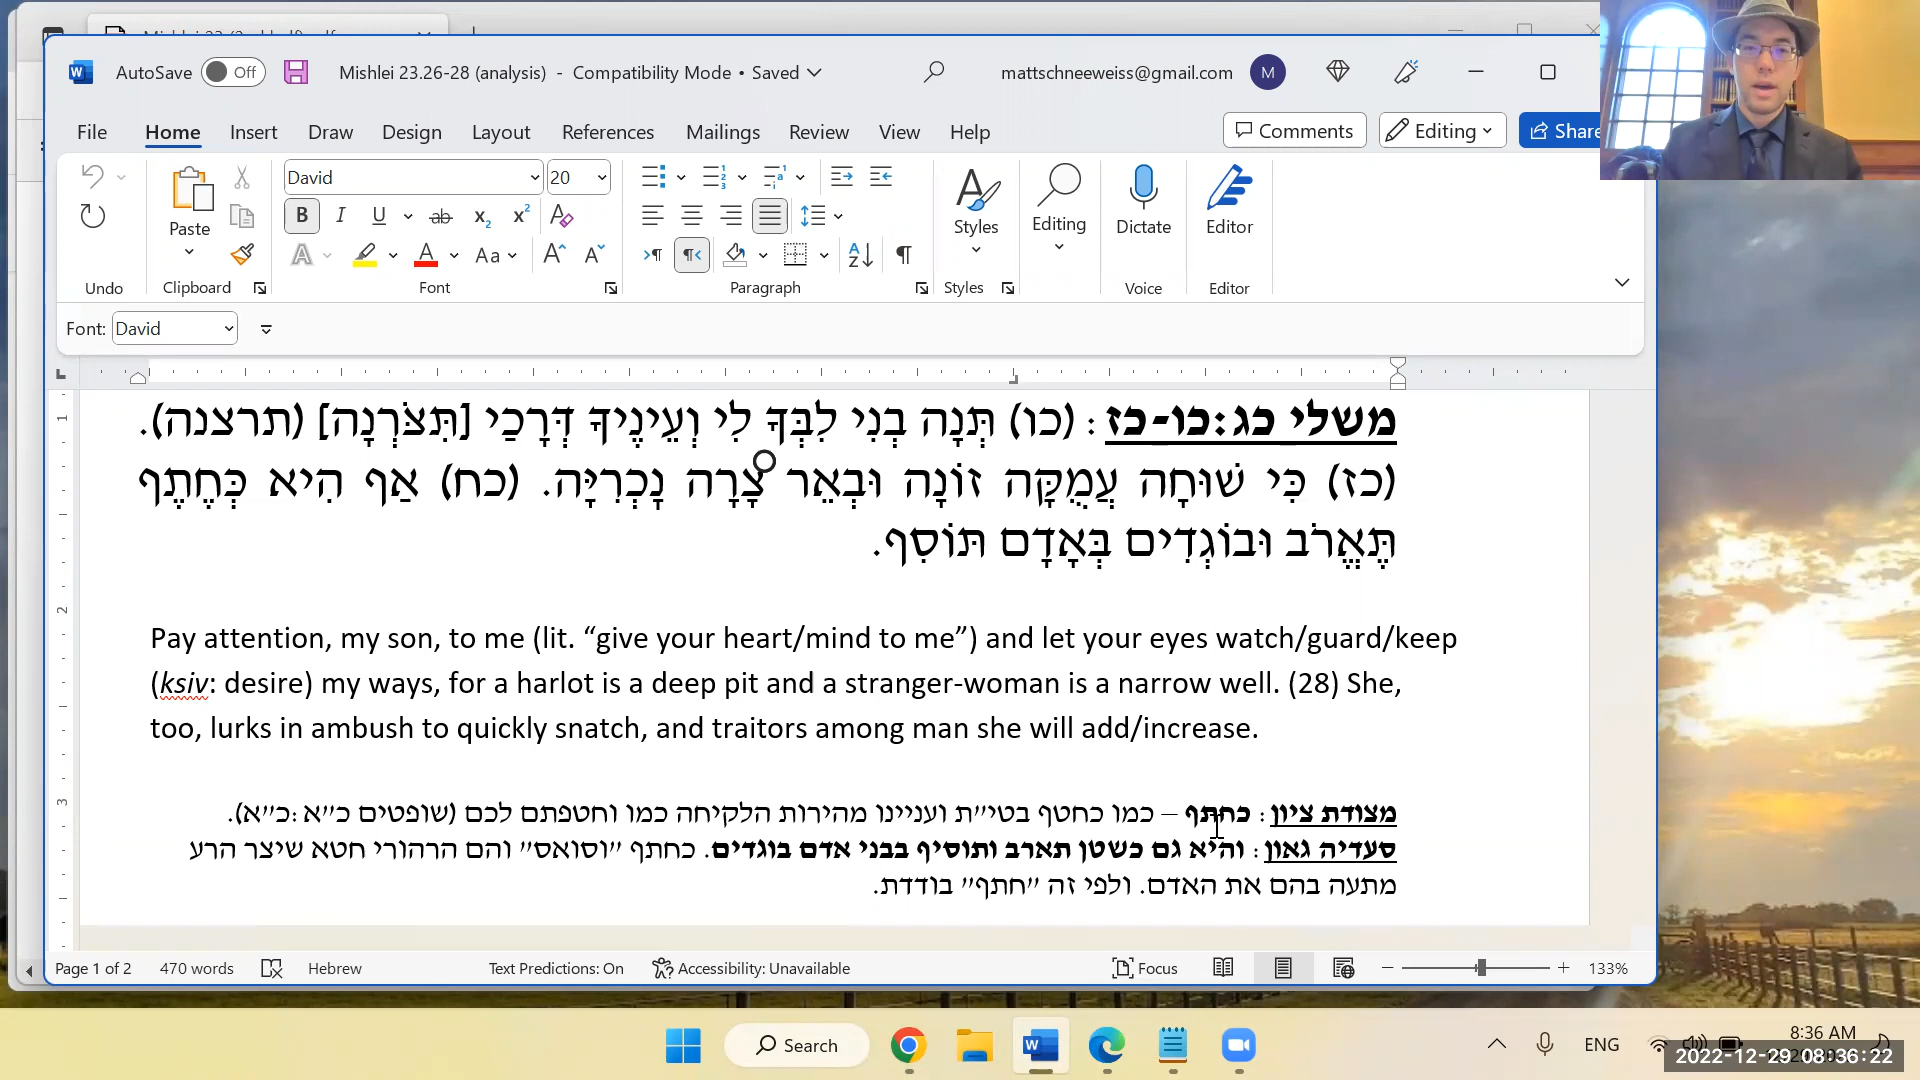 Mishlei 23
AutoSave Off Mishlei 23.26-28 (analysis) - Compatibility Mode • Saved mattschneeweiss@gmail.com M
File Home Insert Draw Design Layout References Mailings Review View Help Comments Editing Share
Paste David 20 Styles Editing Dictate Editor
B I U ab x₂ x² A
A A Aa A A
Undo Clipboard Font Paragraph Styles Voice Editor
Font: David
משלי כג:כו-כז: (כו) תְּנָה בְנִי לִבְּךָ לִי וְעֵינֶיךָ דְּרָכַי [תִּצֹּרְנָה] (תרצנה).
(כז) כִּי שׁוּחָה עֲמֻקָּה זוֹנָה וּבְאֵר צָרָה נָכְרִיָּה. (כח) אַף הִיא כְּחֶתֶף
תֶּאֱרֹב וּבוֹגְדִים בְּאָדָם תּוֹסִף.
Pay attention, my son, to me (lit. “give your heart/mind to me”) and let your eyes watch/guard/keep
(ksiv: desire) my ways, for a harlot is a deep pit and a stranger-woman is a narrow well. (28) She,
too, lurks in ambush to quickly snatch, and traitors among man she will add/increase.
מצודת ציון: כחתף – כמו כחטף בטי״ת ועניינו מהירות הלקיחה כמו וחטפתם לכם (שופטים כ״א:כ״א).
סעדיה גאון: והיא גם כשטן תארב ותוסיף בבני אדם בוגדים. כחתף ״וסואס״ והם הרהורי חטא שיצר הרע
מתעה בהם את האדם. ולפי זה ״חתף״ בודדת.
Page 1 of 2 470 words Hebrew Text Predictions: On Accessibility: Unavailable Focus 133%
Search ENG 8:36 AM
2022-12-29 08:36:22